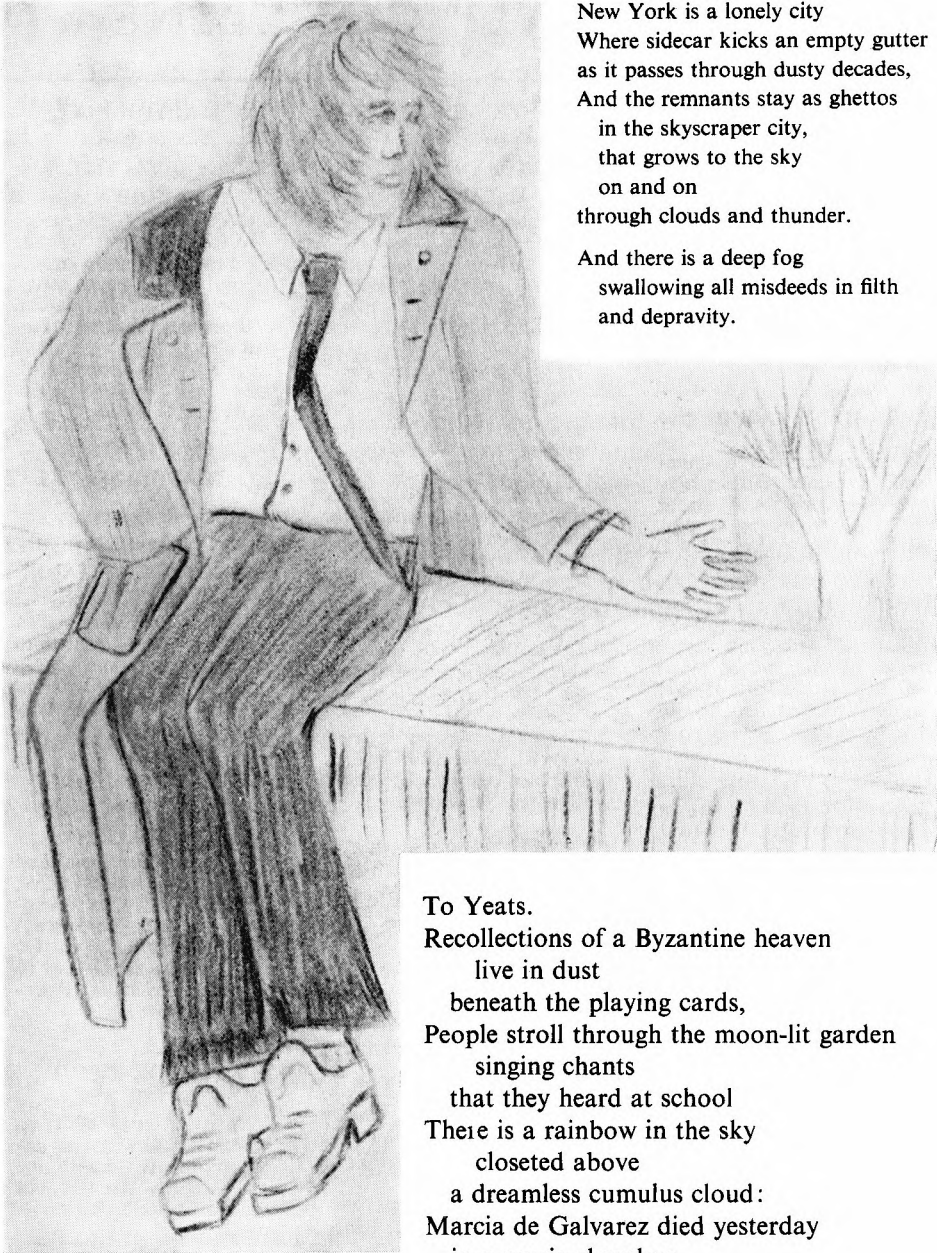 New York is a lonely city
Where sidecar kicks an empty gutter
as it passes through dusty decades,
And the remnants stay as ghettos
in the skyscraper city,
that grows to the sky
on and on
through clouds and thunder.
And there is a deep fog
swallowing all misdeeds in filth
and depravity.
To Yeats.
Recollections of a Byzantine heaven
live in dust
beneath the playing cards,
People stroll through the moon-lit garden
singing chants
that they heard at school
There is a rainbow in the sky
closeted above
a dreamless cumulus cloud:
Marcia de Galvarez died yesterday